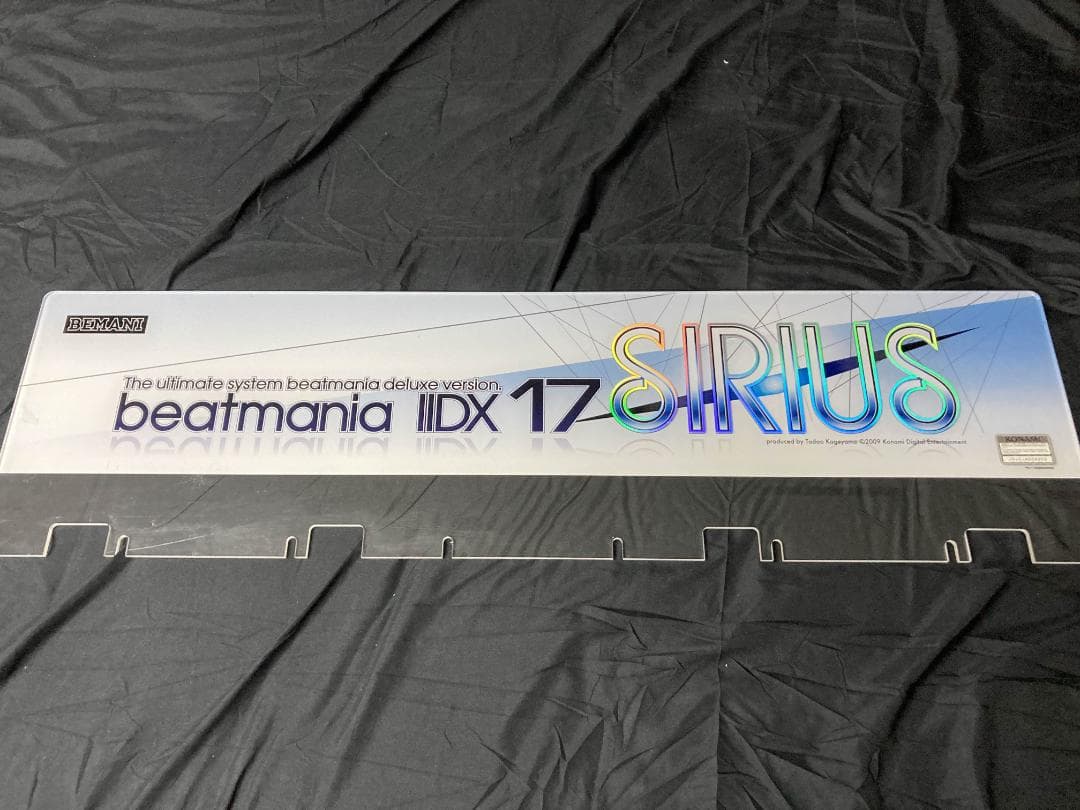 BEMANI
The ultimate system beatmania deluxe version.
beatmania IIDX 17 SIRIUS
produced by Tadao Kageyama ©2009 Konami Digital Entertainment
KONAMI